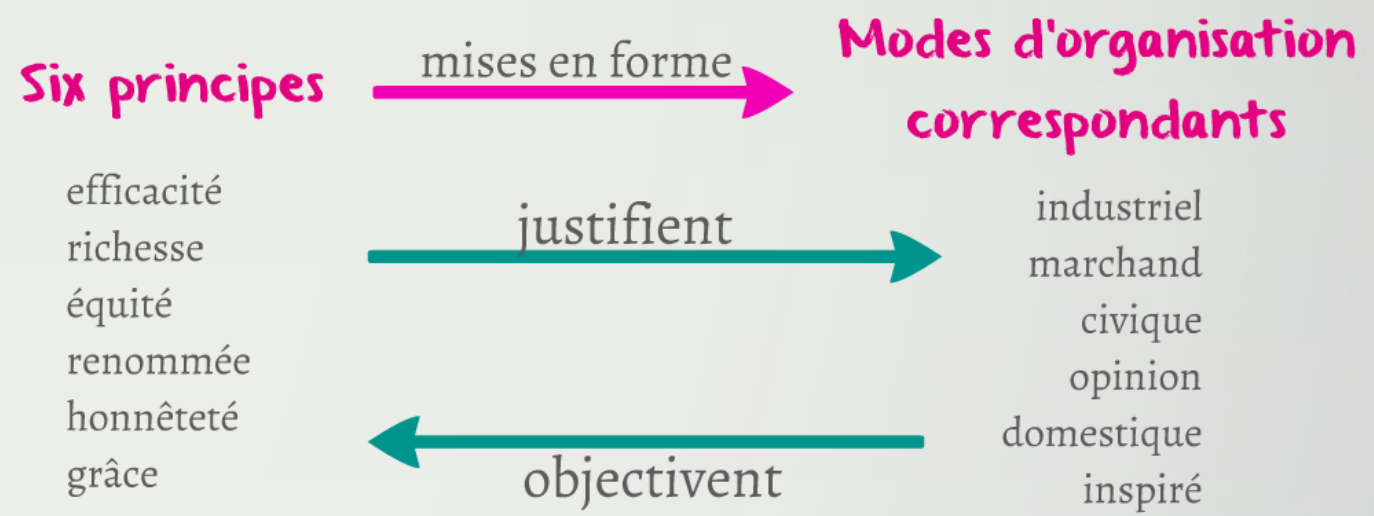 Six principes
mises en forme
Modes d'organisation
correspondants
efficacité
richesse
équité
renommée
honnêteté
grâce
justifient
objectivent
industriel
marchand
civique
opinion
domestique
inspiré